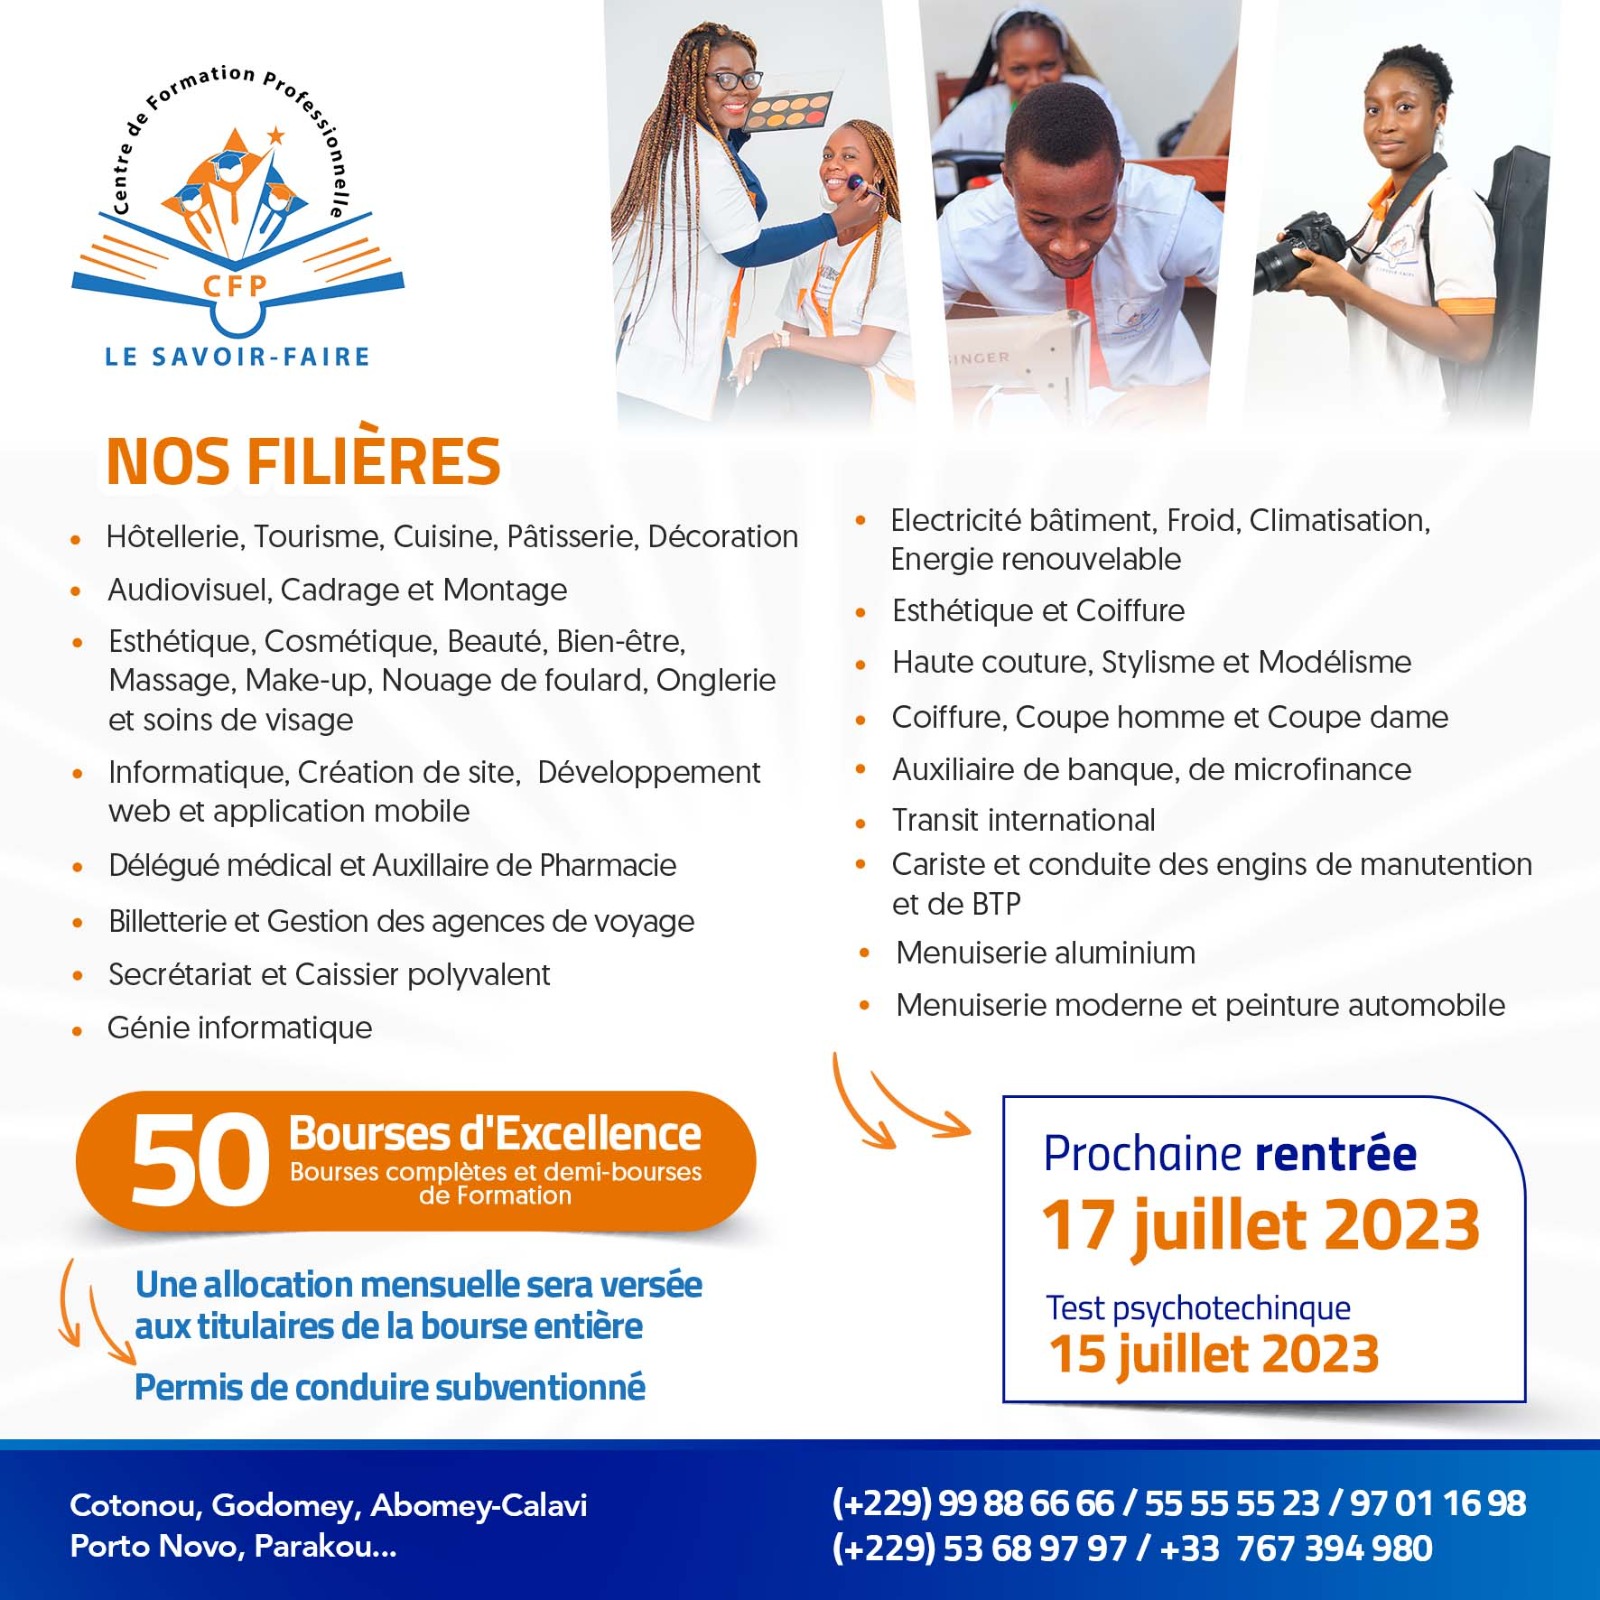 Centre de Formation Professionnelle
CFP
LE SAVOIR-FAIRE
SINGER
NOS FILIÈRES
• Hôtellerie, Tourisme, Cuisine, Pâtisserie, Décoration
• Audiovisuel, Cadrage et Montage
• Esthétique, Cosmétique, Beauté, Bien-être,
Massage, Make-up, Nouage de foulard, Onglerie
et soins de visage
• Informatique, Création de site, Développement
web et application mobile
• Délégué médical et Auxillaire de Pharmacie
• Billetterie et Gestion des agences de voyage
• Secrétariat et Caissier polyvalent
• Génie informatique
• Electricité bâtiment, Froid, Climatisation,
Energie renouvelable
• Esthétique et Coiffure
• Haute couture, Stylisme et Modélisme
• Coiffure, Coupe homme et Coupe dame
• Auxiliaire de banque, de microfinance
• Transit international
• Cariste et conduite des engins de manutention
et de BTP
• Menuiserie aluminium
• Menuiserie moderne et peinture automobile
50 Bourses d'Excellence
Bourses complètes et demi-bourses
de Formation
Une allocation mensuelle sera versée
aux titulaires de la bourse entière
Permis de conduire subventionné
Prochaine rentrée
17 juillet 2023
Test psychotechinque
15 juillet 2023
Cotonou, Godomey, Abomey-Calavi
Porto Novo, Parakou...
(+229) 99 88 66 66 / 55 55 55 23 / 97 01 16 98
(+229) 53 68 97 97 / +33 767 394 980